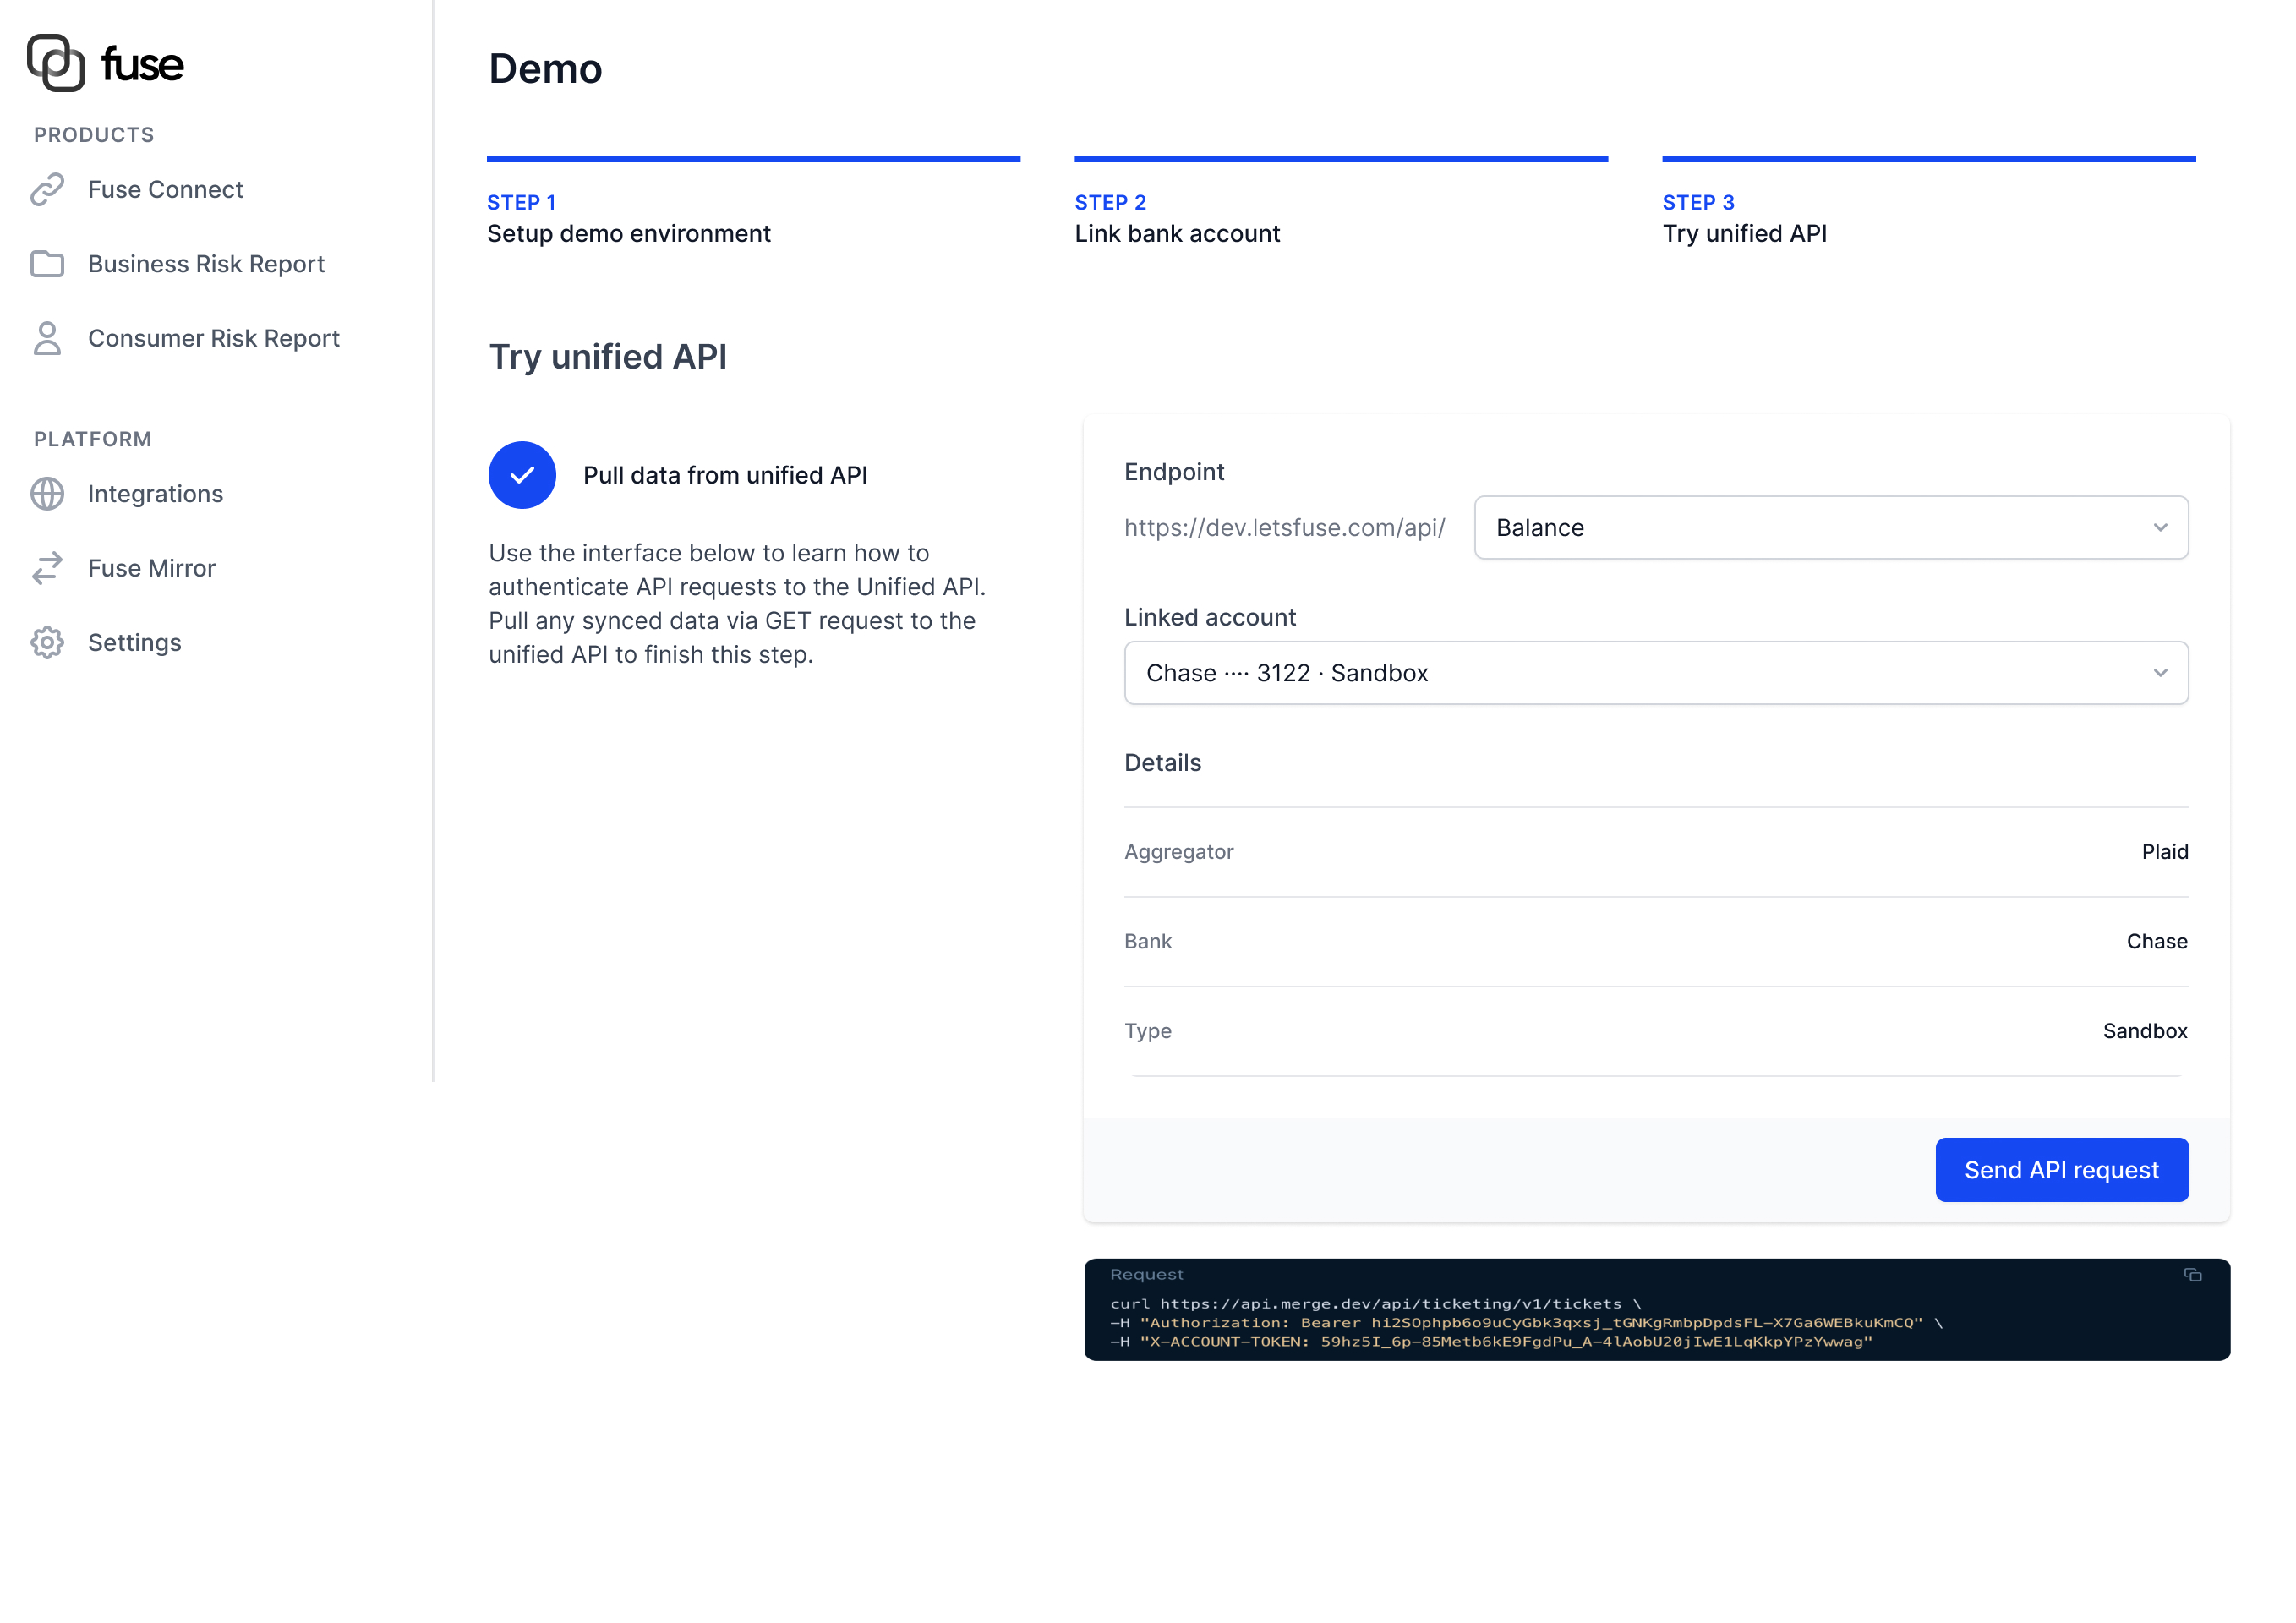 fuse
PRODUCTS
Fuse Connect
Business Risk Report
Consumer Risk Report
PLATFORM
Integrations
Fuse Mirror
Settings
Demo
STEP 1
Setup demo environment
STEP 2
Link bank account
STEP 3
Try unified API
Try unified API
Pull data from unified API
Use the interface below to learn how to
authenticate API requests to the Unified API.
Pull any synced data via GET request to the
unified API to finish this step.
Endpoint
https://dev.letsfuse.com/api/
Balance
Linked account
Chase ···· 3122 · Sandbox
Details
Aggregator Plaid
Bank Chase
Type Sandbox
Send API request
Request
curl https://api.merge.dev/api/ticketing/v1/tickets \
-H "Authorization: Bearer hi2SOphpb6o9uCyGbk3qxsj_tGNKgRmbpDpdsFL-X7Ga6WEBkuKmCQ" \
-H "X-ACCOUNT-TOKEN: 59hz5I_6p-85Metb6kE9FgdPu_A-4lAobU20jIwE1LqKkpYPzYwwag"